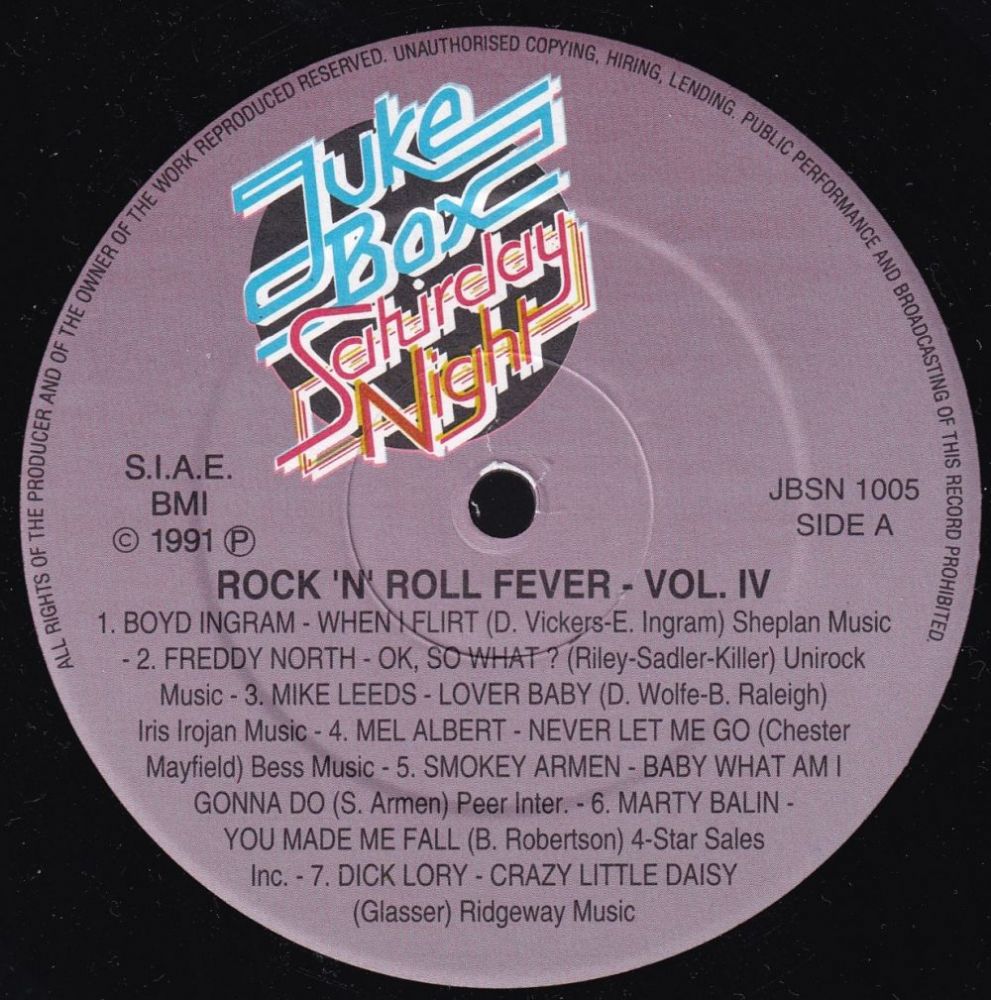 ALL RIGHTS OF THE PRODUCER AND OF THE OWNER OF THE WORK REPRODUCED RESERVED. UNAUTHORISED COPYING, HIRING, LENDING. PUBLIC PERFORMANCE AND BROADCASTING OF THIS RECORD PROHIBITED.
Juke
Box
Saturday
Night
S.I.A.E.
BMI
© 1991 ℗
JBSN 1005
SIDE A
ROCK 'N' ROLL FEVER - VOL. IV
1. BOYD INGRAM - WHEN I FLIRT (D. Vickers-E. Ingram) Sheplan Music
- 2. FREDDY NORTH - OK, SO WHAT ? (Riley-Sadler-Killer) Unirock
Music - 3. MIKE LEEDS - LOVER BABY (D. Wolfe-B. Raleigh)
Iris Irojan Music - 4. MEL ALBERT - NEVER LET ME GO (Chester
Mayfield) Bess Music - 5. SMOKEY ARMEN - BABY WHAT AM I
GONNA DO (S. Armen) Peer Inter. - 6. MARTY BALIN -
YOU MADE ME FALL (B. Robertson) 4-Star Sales
Inc. - 7. DICK LORY - CRAZY LITTLE DAISY
(Glasser) Ridgeway Music